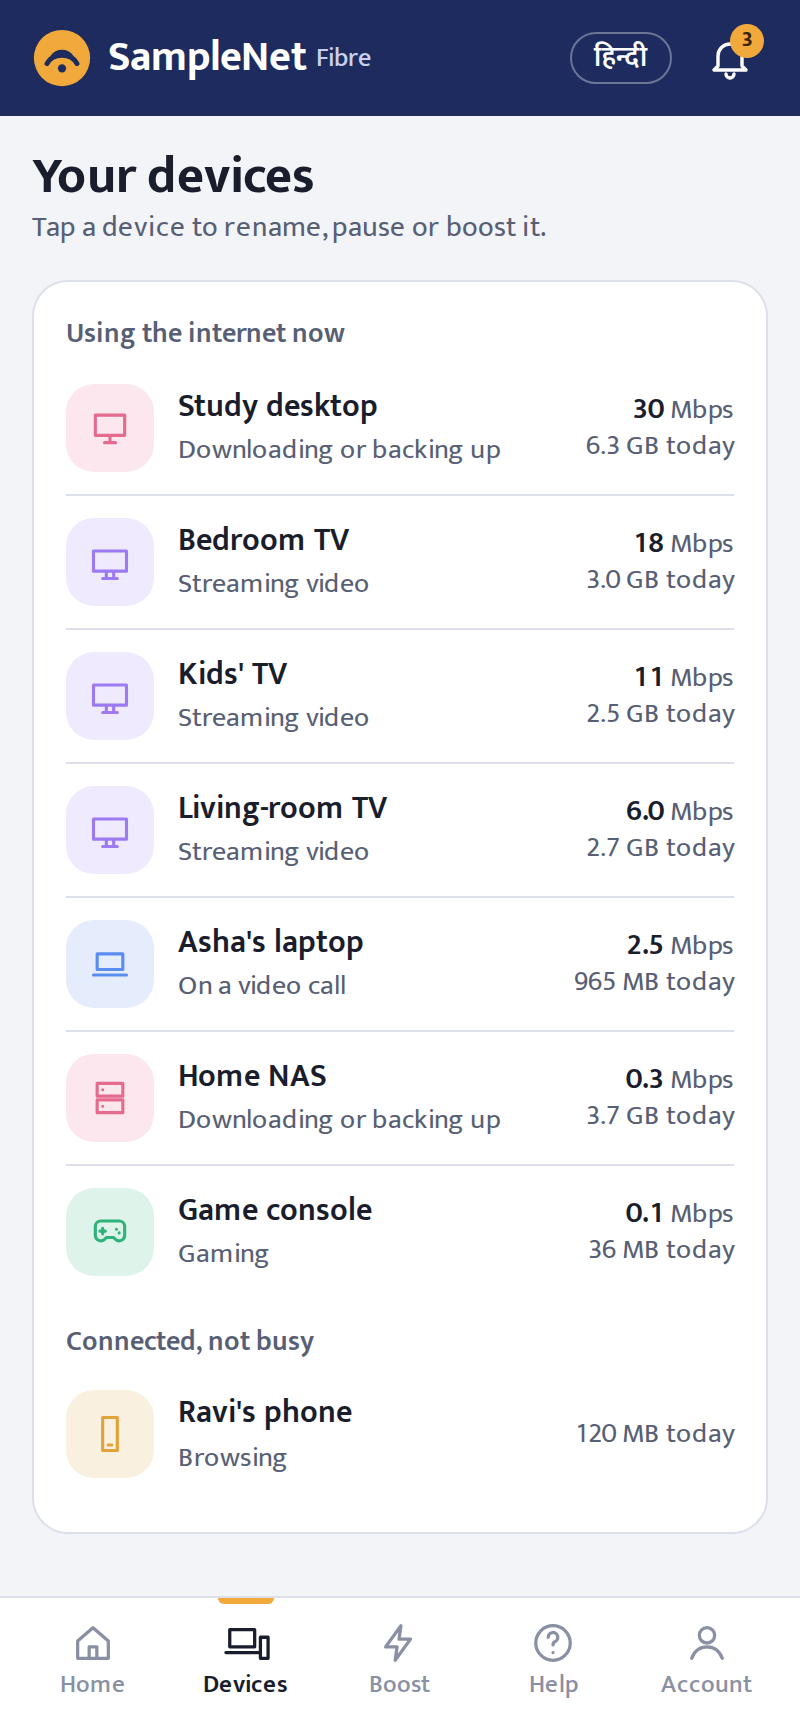 SampleNet Fibre
हिन्दी
3
Your devices
Tap a device to rename, pause or boost it.
Using the internet now
Study desktop
30 Mbps
Downloading or backing up
6.3 GB today
Bedroom TV
18 Mbps
Streaming video
3.0 GB today
Kids' TV
11 Mbps
Streaming video
2.5 GB today
Living-room TV
6.0 Mbps
Streaming video
2.7 GB today
Asha's laptop
2.5 Mbps
On a video call
965 MB today
Home NAS
0.3 Mbps
Downloading or backing up
3.7 GB today
Game console
0.1 Mbps
Gaming
36 MB today
Connected, not busy
Ravi's phone
120 MB today
Browsing
Home
Devices
Boost
Help
Account